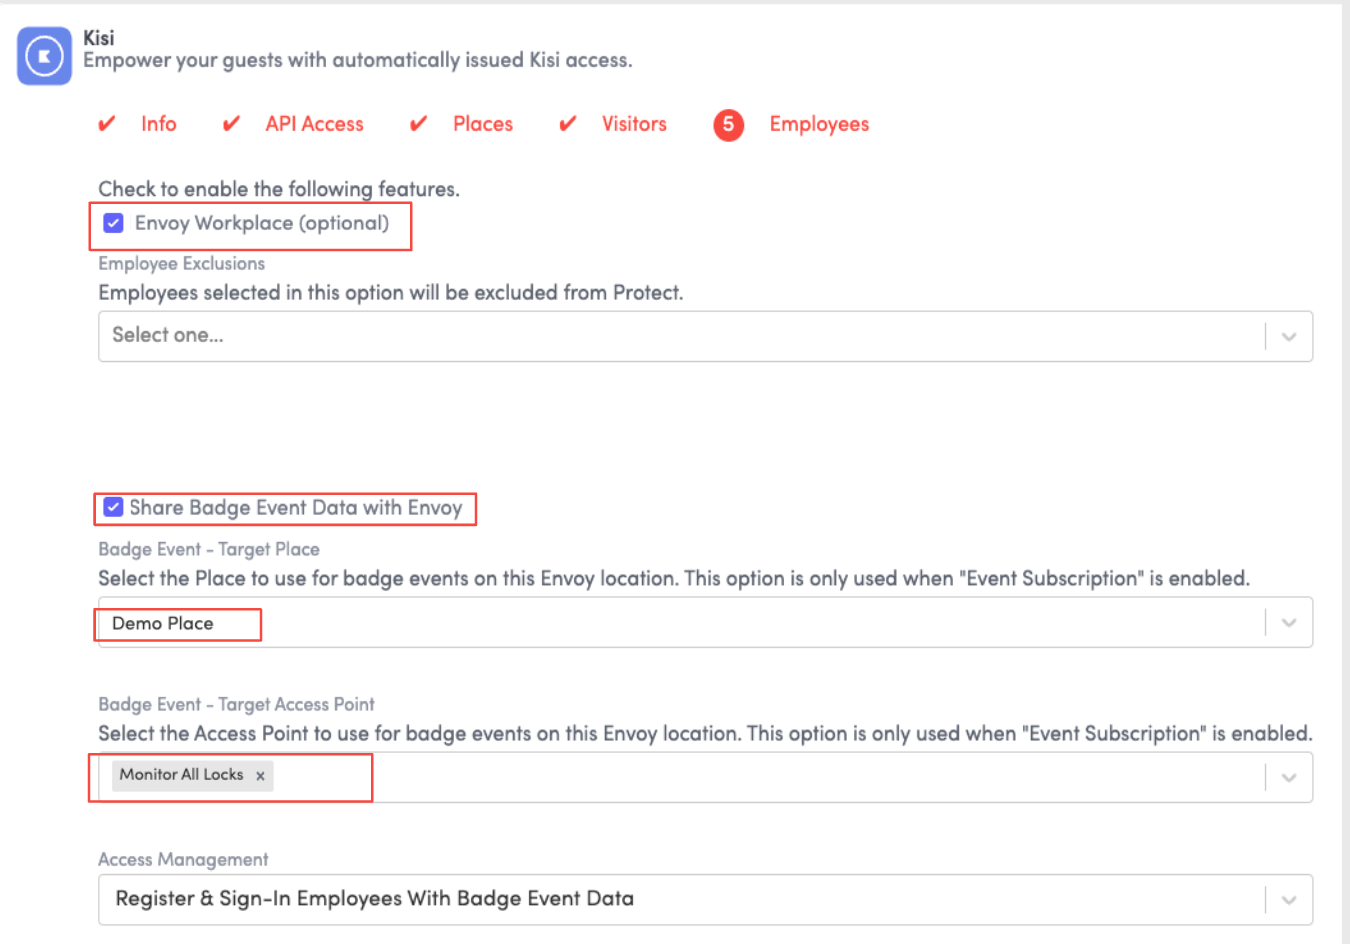 Kisi
Empower your guests with automatically issued Kisi access.
✔ Info ✔ API Access ✔ Places ✔ Visitors 5 Employees
Check to enable the following features.
Envoy Workplace (optional)
Employee Exclusions
Employees selected in this option will be excluded from Protect.
Select one...
Share Badge Event Data with Envoy
Badge Event - Target Place
Select the Place to use for badge events on this Envoy location. This option is only used when "Event Subscription" is enabled.
Demo Place
Badge Event - Target Access Point
Select the Access Point to use for badge events on this Envoy location. This option is only used when "Event Subscription" is enabled.
Monitor All Locks ×
Access Management
Register & Sign-In Employees With Badge Event Data